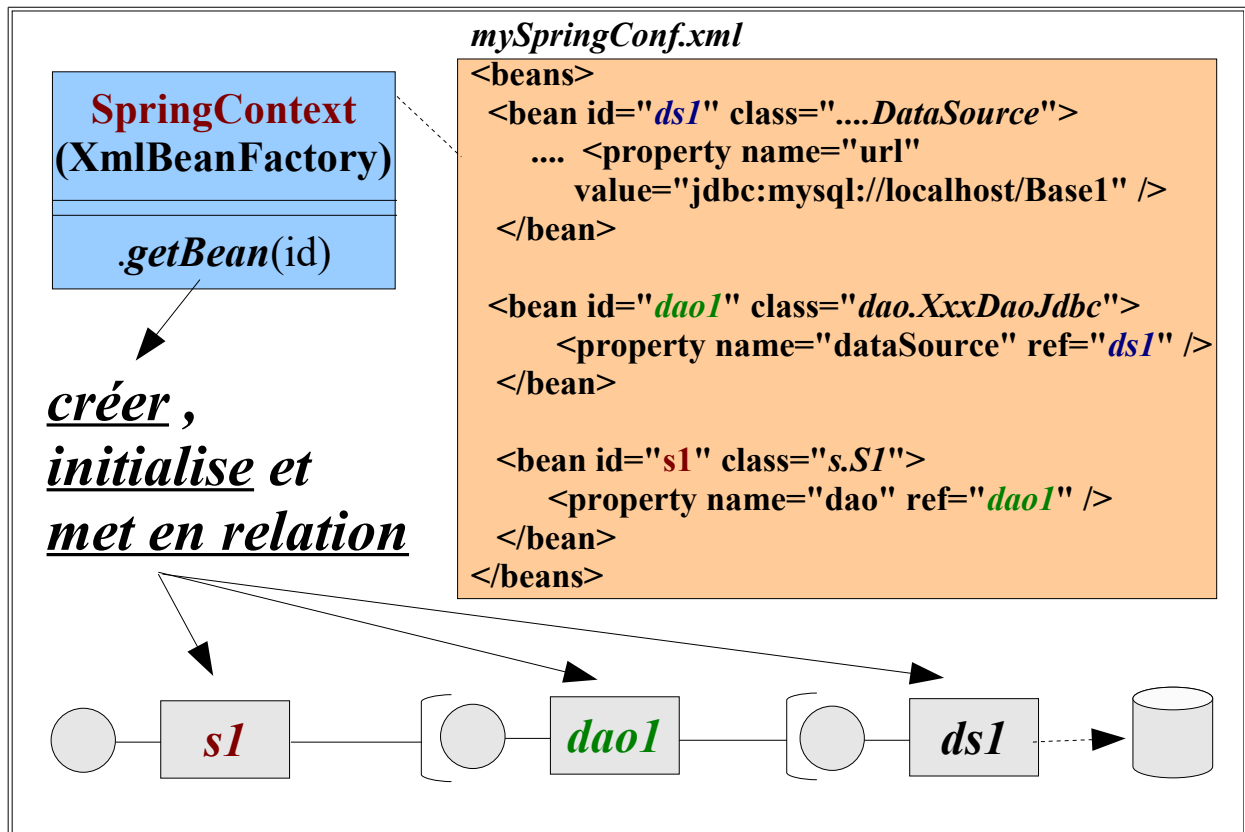 mySpringConf.xml
SpringContext
(XmlBeanFactory)
.getBean(id)
<beans>
<bean id="ds1" class="....DataSource">
.... <property name="url"
value="jdbc:mysql://localhost/Base1" />
</bean>
<bean id="dao1" class="dao.XxxDaoJdbc">
<property name="dataSource" ref="ds1" />
</bean>
<bean id="s1" class="s.S1">
<property name="dao" ref="dao1" />
</bean>
</beans>
créer ,
initialise et
met en relation
s1
dao1
ds1